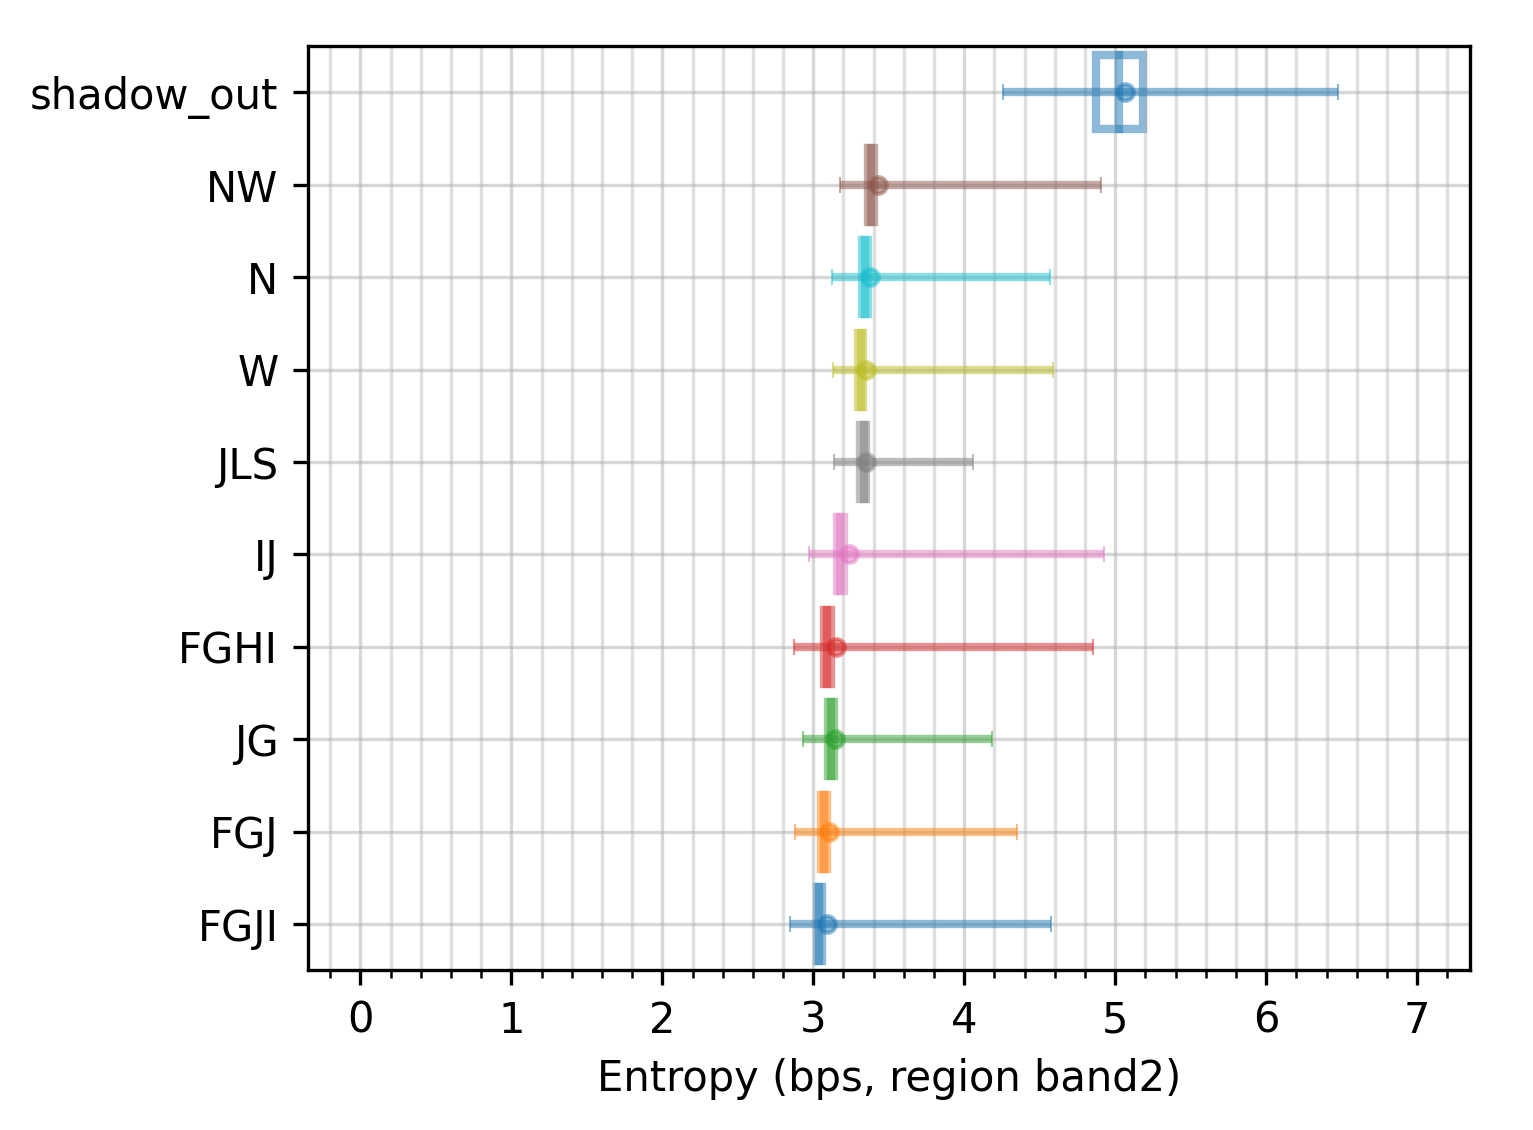 shadow_out
NW
N
W
JLS
IJ
FGHI
JG
FGJ
FGJI
0 1 2 3 4 5 6 7
Entropy (bps, region band2)